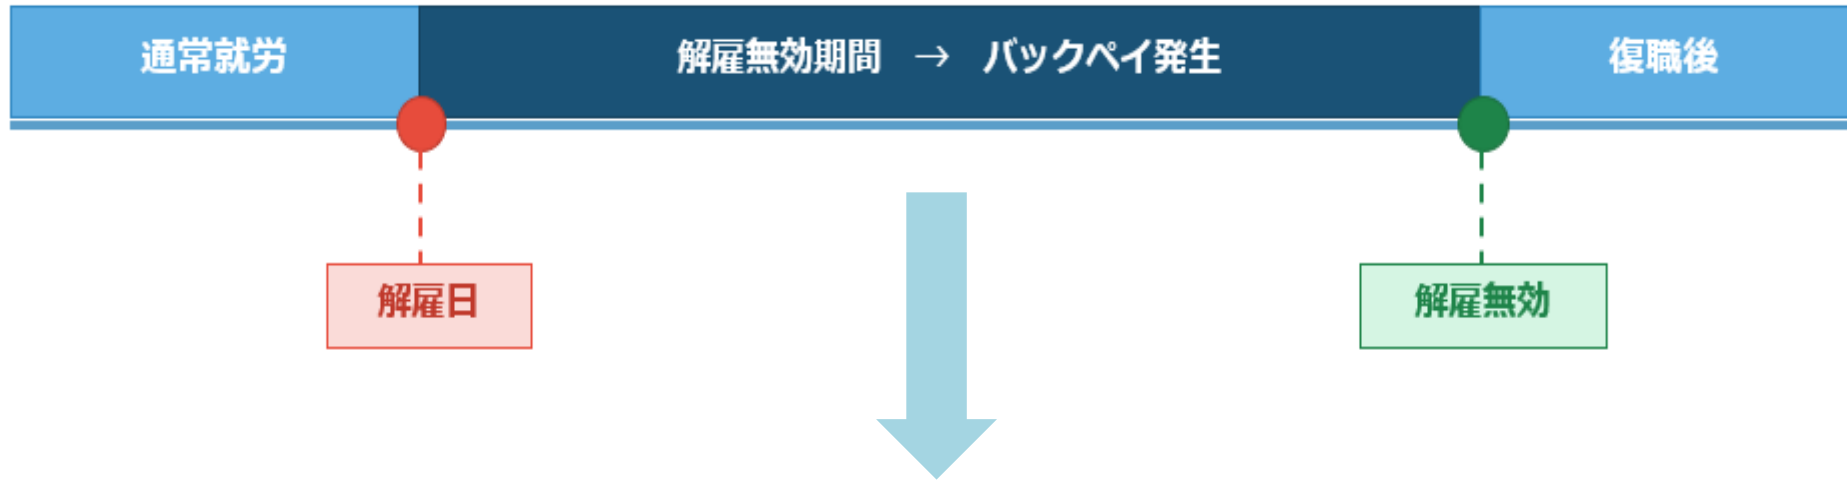 通常就労
解雇無効期間 → バックペイ発生
復職後
解雇日
解雇無効